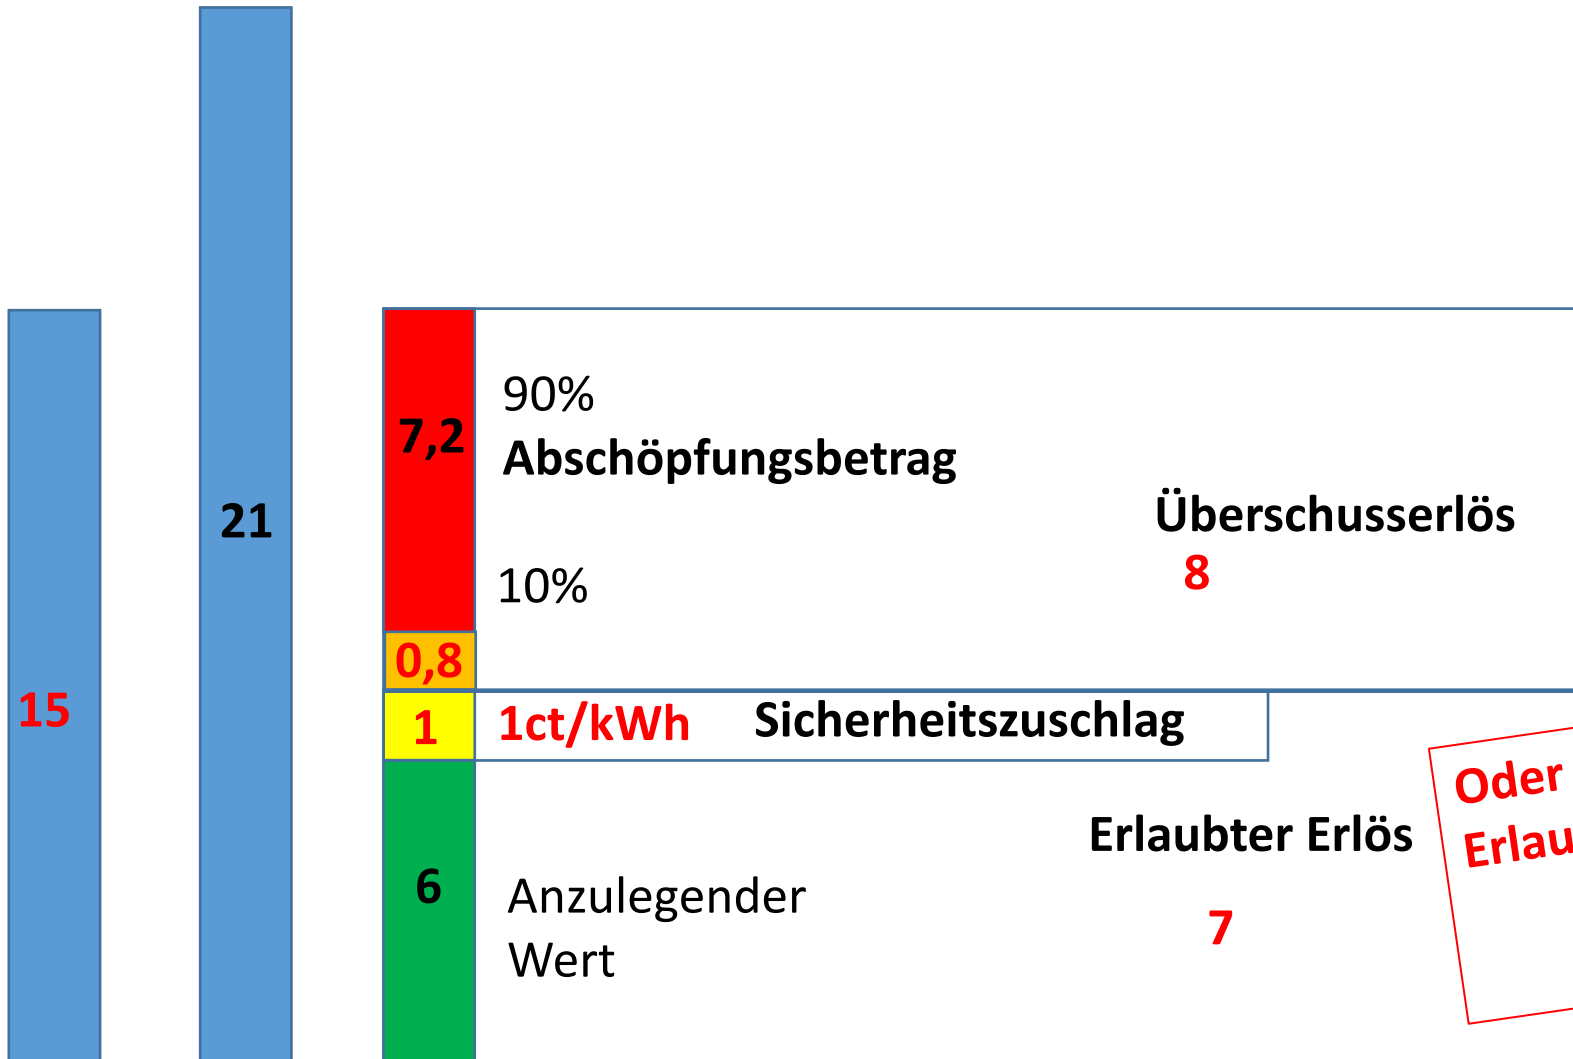 15
21
7,2
0,8
1
6
90%
Abschöpfungsbetrag
10%
Überschusserlös
8
1ct/kWh Sicherheitszuschlag
Erlaubter Erlös
7
Anzulegender
Wert
Oder
Erlau